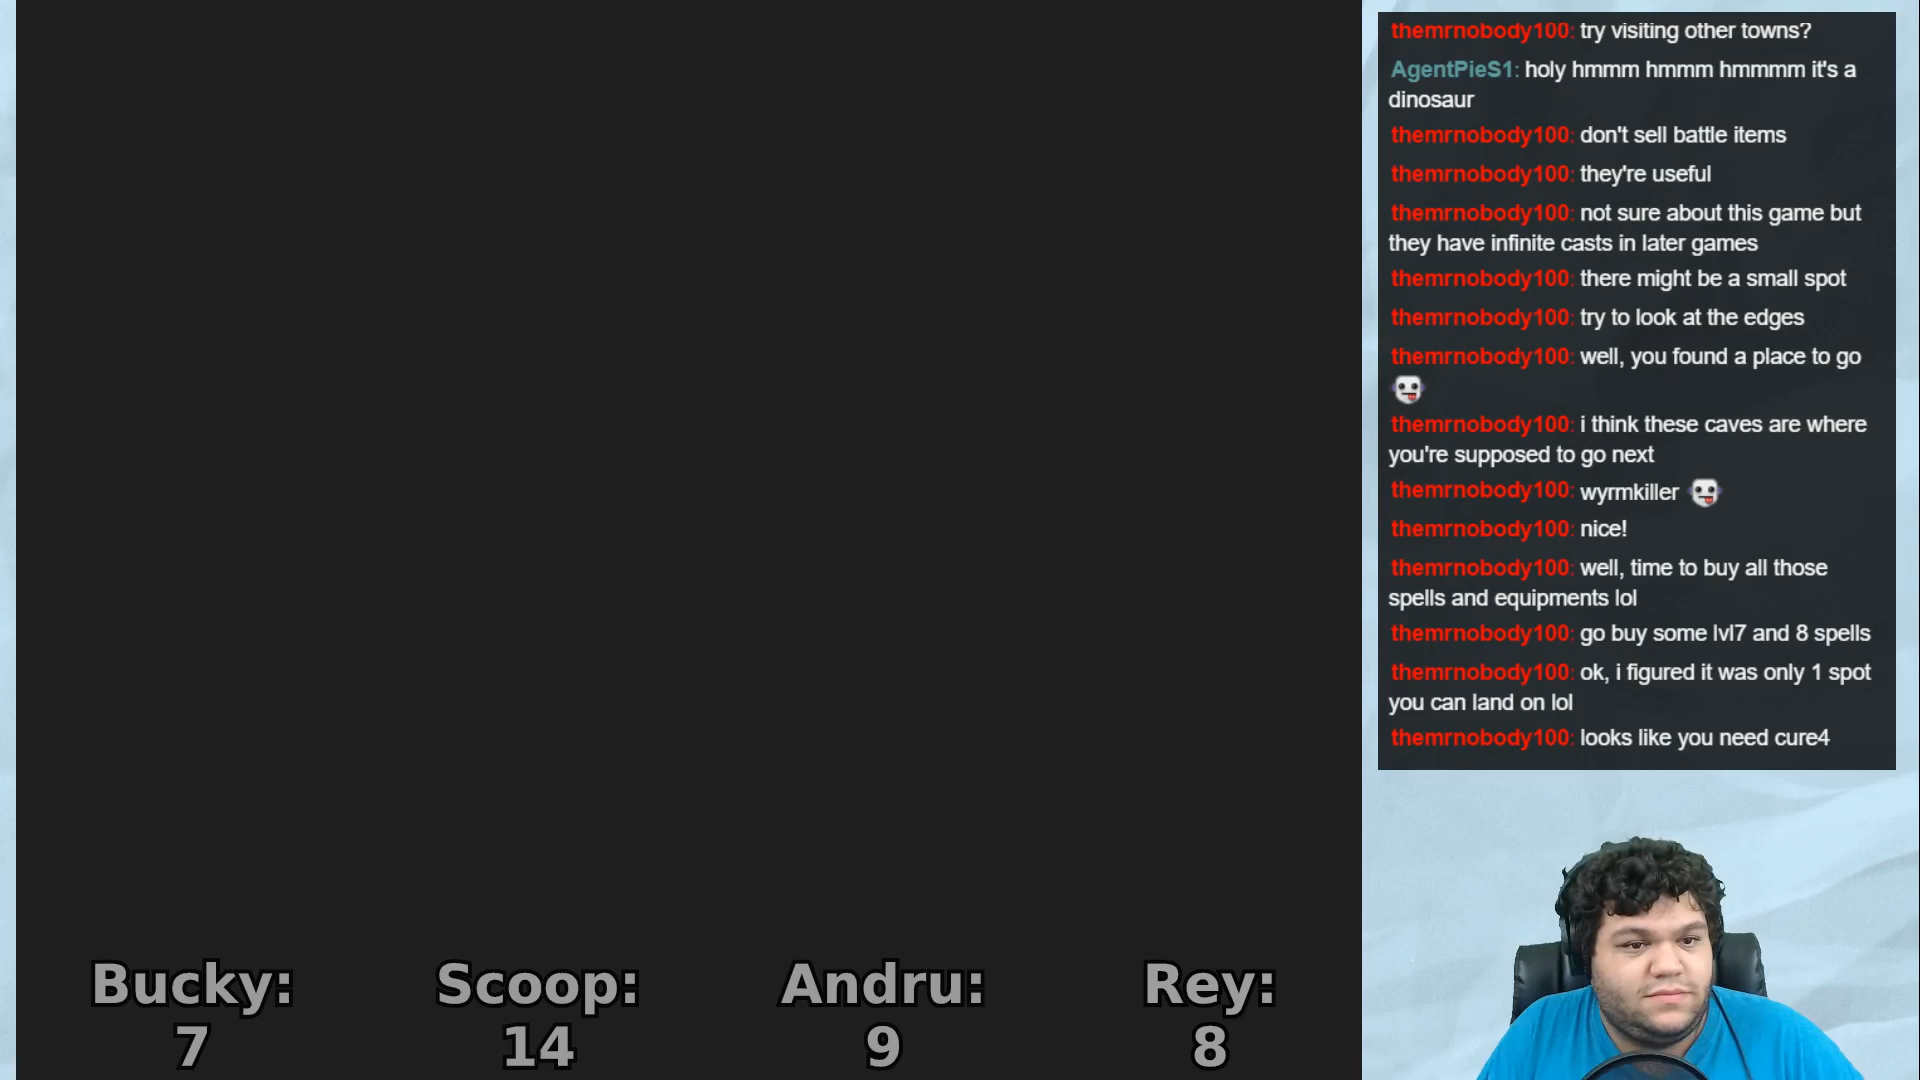 themrnobody100: try visiting other towns?
AgentPieS1: holy hmmm hmmm hmmmm it's a
dinosaur
themrnobody100: don't sell battle items
themrnobody100: they're useful
themrnobody100: not sure about this game but
they have infinite casts in later games
themrnobody100: there might be a small spot
themrnobody100: try to look at the edges
themrnobody100: well, you found a place to go
themrnobody100: i think these caves are where
you're supposed to go next
themrnobody100: wyrmkiller
themrnobody100: nice!
themrnobody100: well, time to buy all those
spells and equipments lol
themrnobody100: go buy some lvl7 and 8 spells
themrnobody100: ok, i figured it was only 1 spot
you can land on lol
themrnobody100: looks like you need cure4
Bucky: Scoop: Andru: Rey:
7 14 9 8